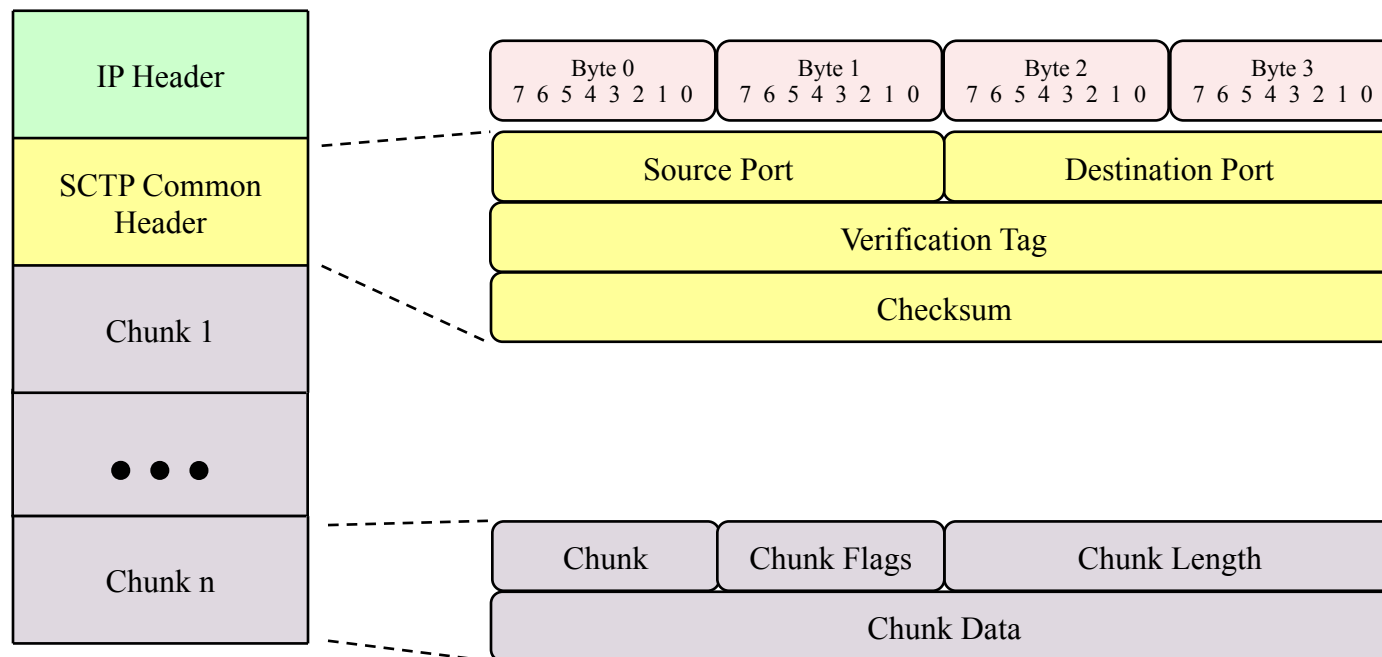 IP Header
SCTP Common
Header
Chunk 1
• • •
Chunk n
Byte 0
7 6 5 4 3 2 1 0
Byte 1
7 6 5 4 3 2 1 0
Byte 2
7 6 5 4 3 2 1 0
Byte 3
7 6 5 4 3 2 1 0
Source Port
Destination Port
Verification Tag
Checksum
Chunk
Chunk Flags
Chunk Length
Chunk Data